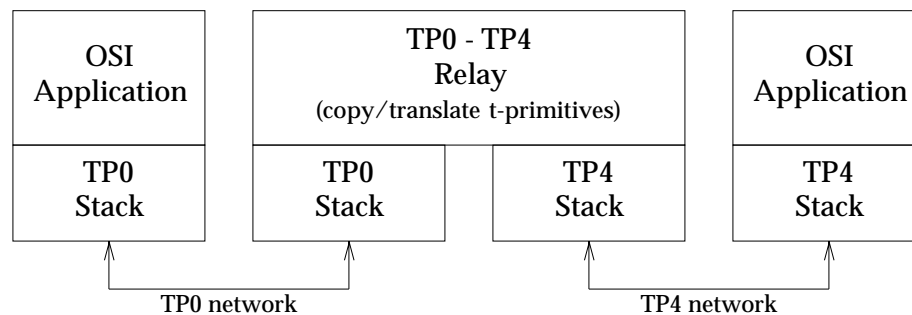 OSI
Application
TP0 - TP4
Relay
(copy/translate t-primitives)
OSI
Application
TP0
Stack
TP0
Stack
TP4
Stack
TP4
Stack
TP0 network
TP4 network